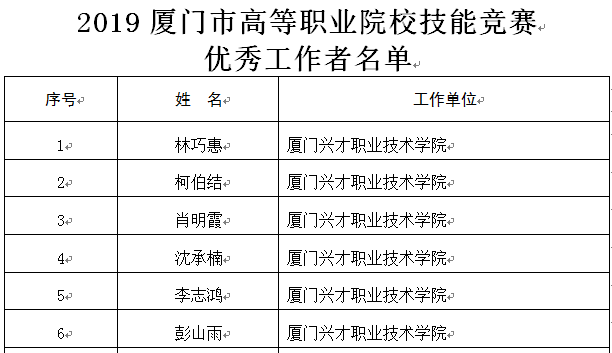 2019 厦门市高等职业院校技能竞赛
优秀工作者名单
序号 姓 名 工作单位
1 林巧惠 厦门兴才职业技术学院
2 柯伯结 厦门兴才职业技术学院
3 肖明霞 厦门兴才职业技术学院
4 沈承楠 厦门兴才职业技术学院
5 李志鸿 厦门兴才职业技术学院
6 彭山雨 厦门兴才职业技术学院